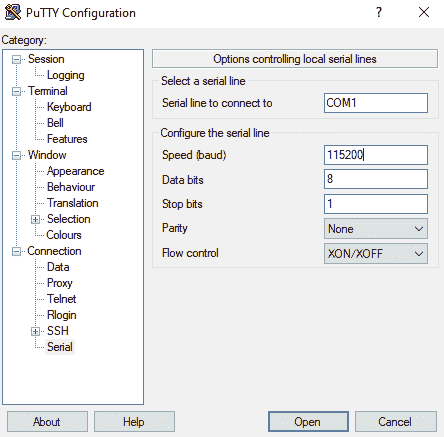 PuTTY Configuration
? ×
Category:
Session
Logging
Terminal
Keyboard
Bell
Features
Window
Appearance
Behaviour
Translation
Selection
Colours
Connection
Data
Proxy
Telnet
Rlogin
SSH
Serial
Options controlling local serial lines
Select a serial line
Serial line to connect to COM1
Configure the serial line
Speed (baud) 115200
Data bits 8
Stop bits 1
Parity None
Flow control XON/XOFF
About Help Open Cancel